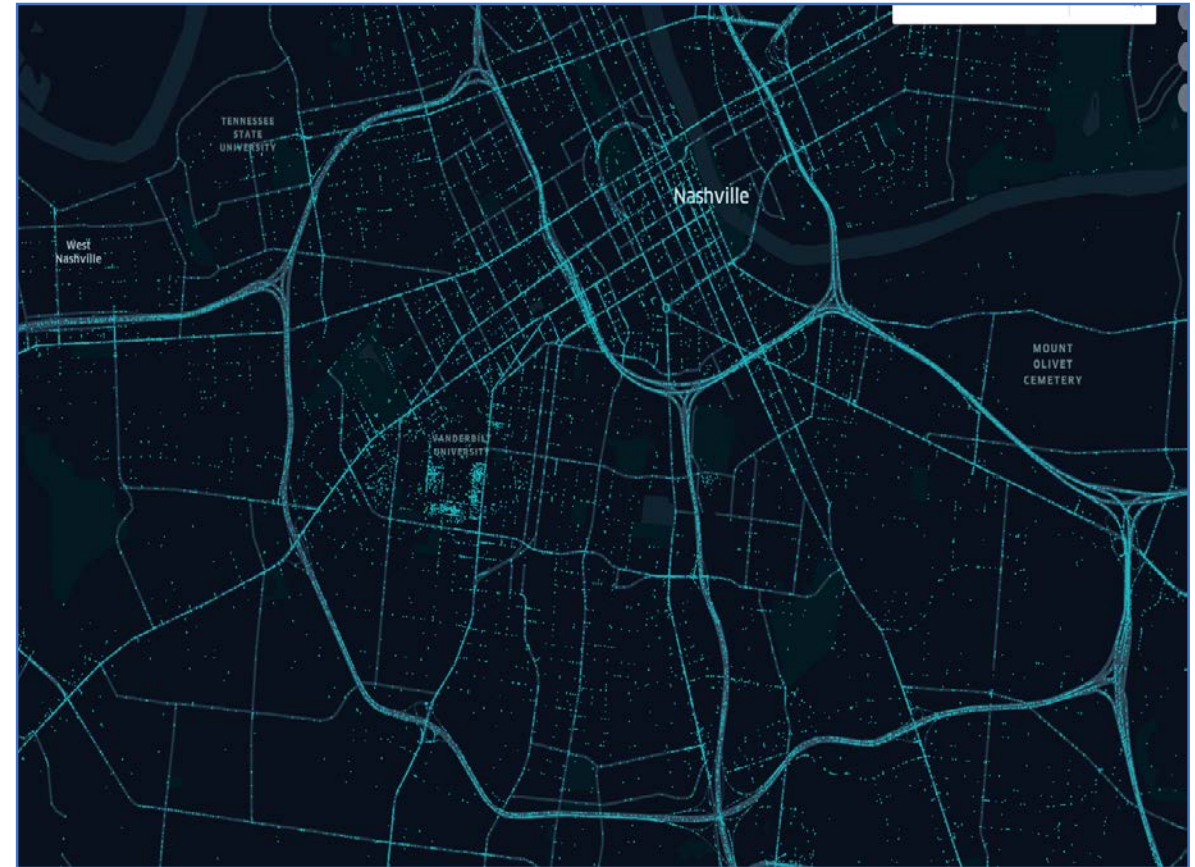 TENNESSEE
STATE
UNIVERSITY
Nashville
West
Nashville
MOUNT
OLIVET
CEMETERY
VANDERBILT
UNIVERSITY